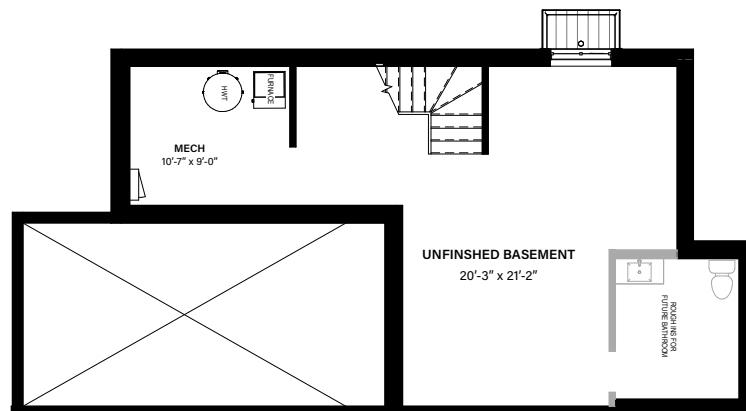 HWT
FURNACE
MECH
10'-7" x 9'-0"
UNFINSHED BASEMENT
20'-3" x 21'-2"
ROUGH INS FOR
FUTURE BATHROOM